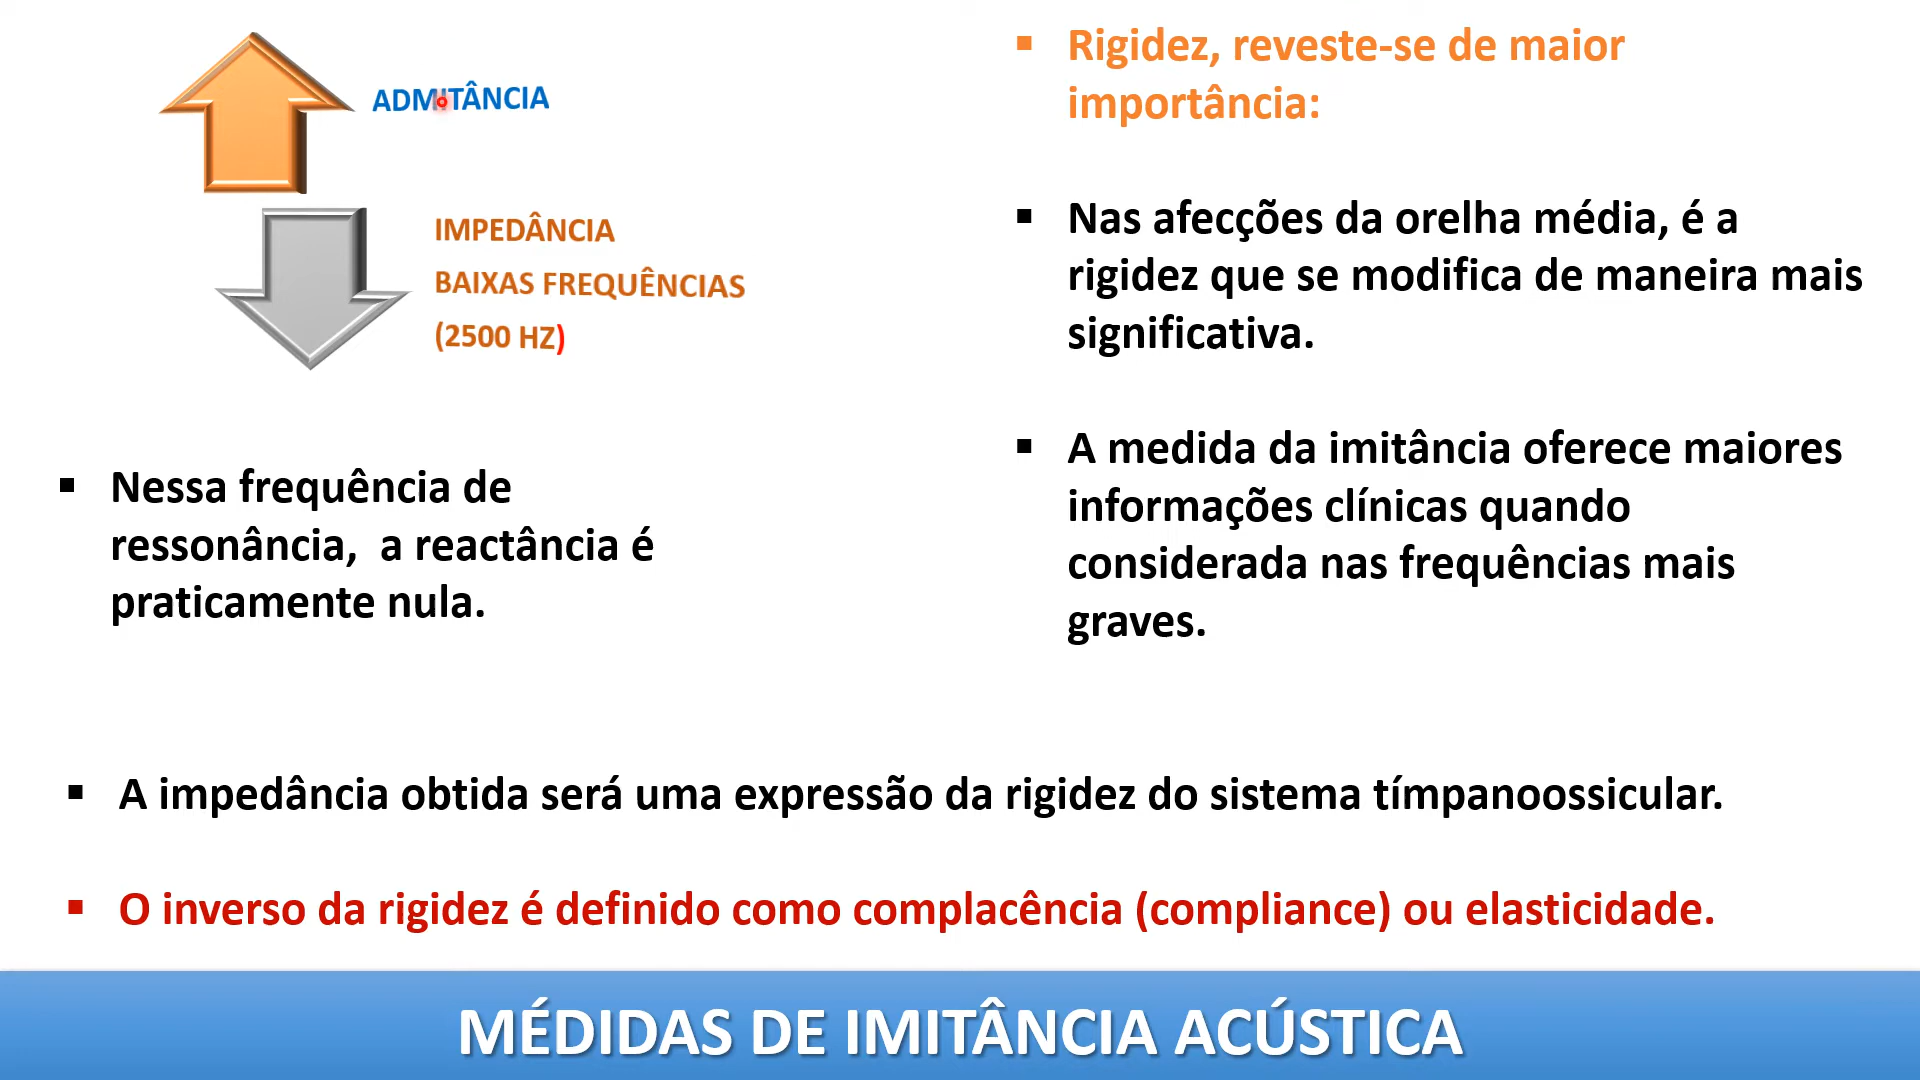 ADMITÂNCIA
IMPEDÂNCIA
BAIXAS FREQUÊNCIAS
(2500 HZ)
▪ Nessa frequência de
ressonância, a reactância é
praticamente nula.
▪ Rigidez, reveste-se de maior
importância:
▪ Nas afecções da orelha média, é a
rigidez que se modifica de maneira mais
significativa.
▪ A medida da imitância oferece maiores
informações clínicas quando
considerada nas frequências mais
graves.
▪ A impedância obtida será uma expressão da rigidez do sistema tímpanoossicular.
▪ O inverso da rigidez é definido como complacência (compliance) ou elasticidade.
MÉDIDAS DE IMITÂNCIA ACÚSTICA